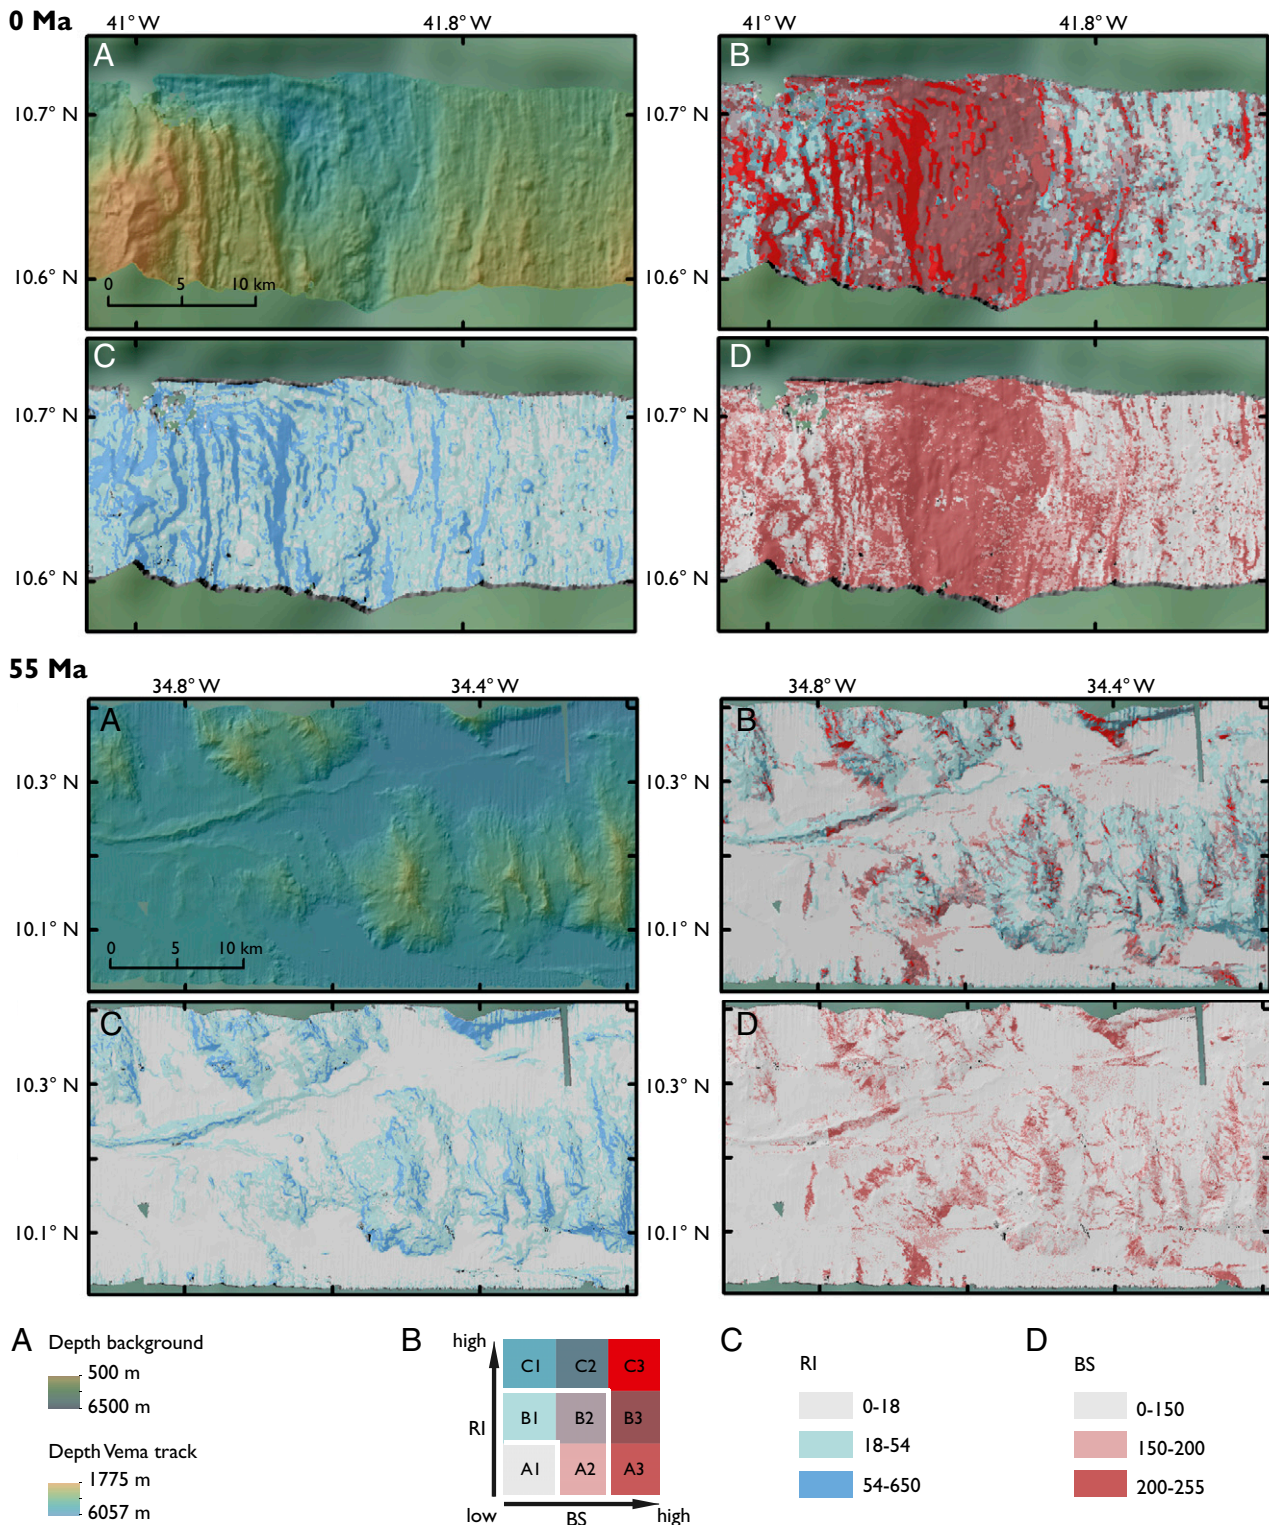 0 Ma
41° W 41.8° W 41° W 41.8° W
A B
10.7° N 10.7° N
10.6° N 10.6° N
0 5 10 km
C D
10.7° N 10.7° N
10.6° N 10.6° N
55 Ma
34.8° W 34.4° W 34.8° W 34.4° W
A B
10.3° N 10.3° N
10.1° N 10.1° N
0 5 10 km
C D
10.3° N 10.3° N
10.1° N 10.1° N
A
Depth background
500 m
6500 m
Depth Vema track
1775 m
6057 m
B
high
C1 C2 C3
RI
B1 B2 B3
A1 A2 A3
low
BS
high
C
RI
0-18
18-54
54-650
D
BS
0-150
150-200
200-255